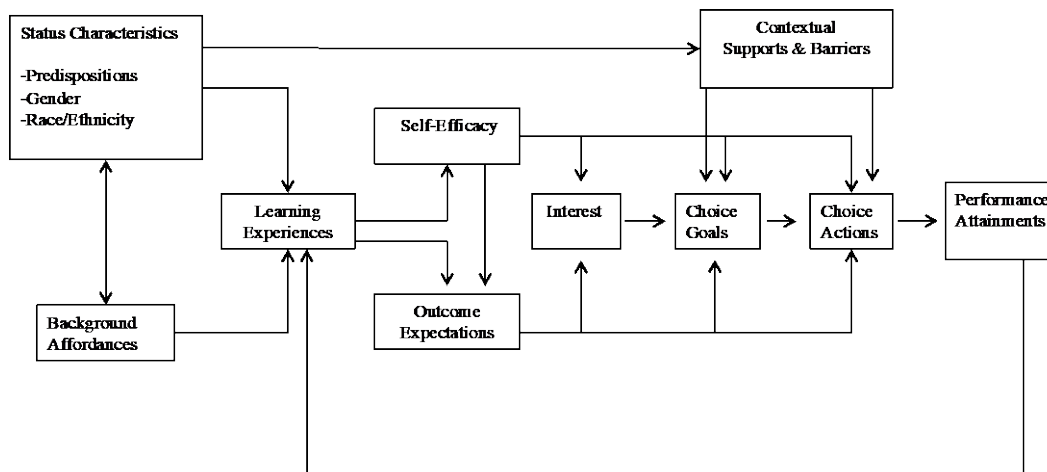 Status Characteristics
-Predispositions
-Gender
-Race/Ethnicity
Contextual
Supports & Barriers
Self-Efficacy
Learning
Experiences
Interest
Choice
Goals
Choice
Actions
Performance
Attainments
Background
Affordances
Outcome
Expectations